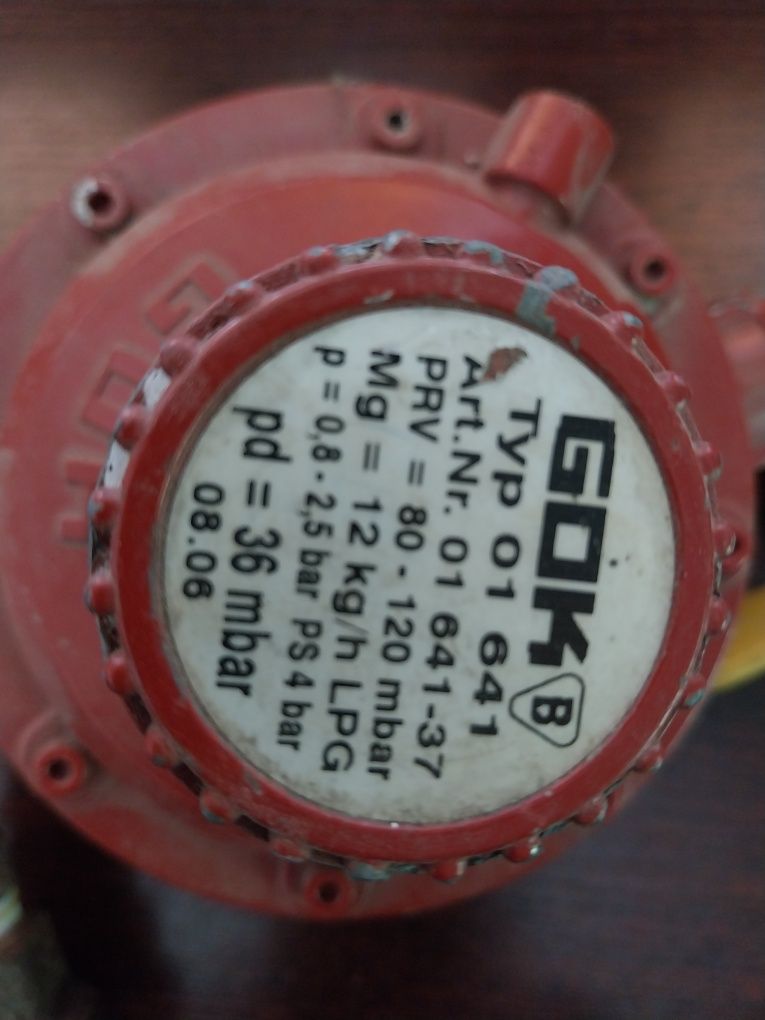 GOK B
Typ 01 641
Art.Nr. 01 641-37
PRV = 80 - 120 mbar
Mg = 12 kg/h LPG
p = 0,8 - 2,5 bar PS 4 bar
pd = 36 mbar
08.06
GOK